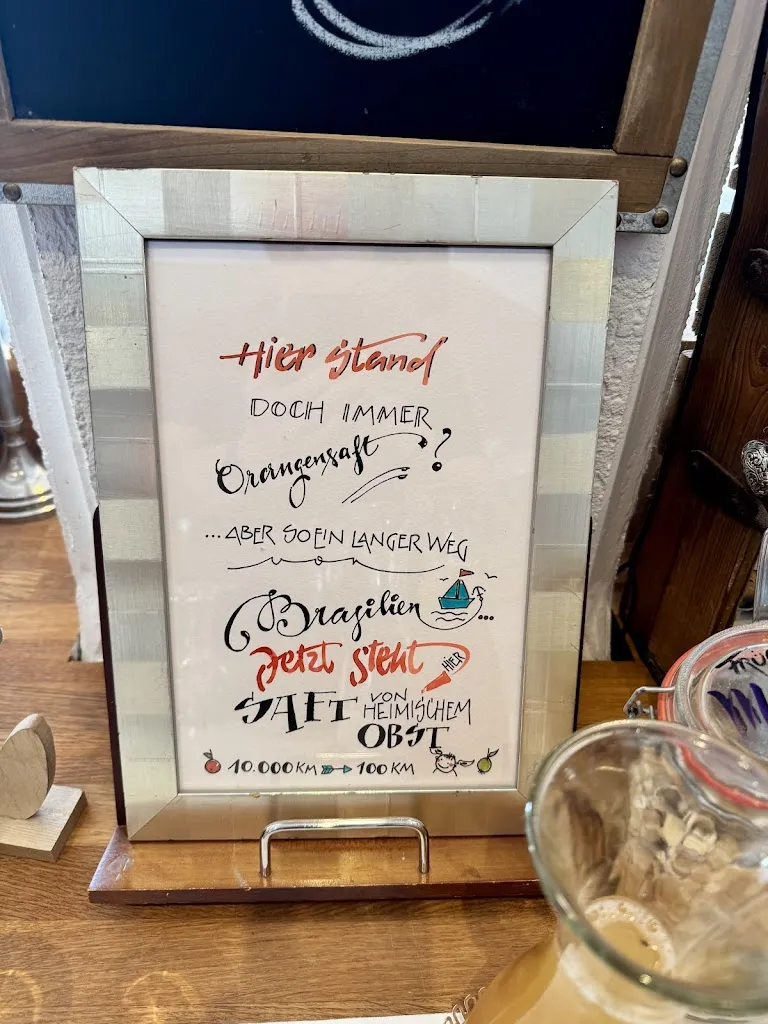 Hier stand
DOCH IMMER
Orangensaft?
...ABER SO EIN LANGER WEG
VON
Brasilien...
Jetzt steht HIER
SAFT VON
HEIMISCHEM
OBST
10.000 KM 100 KM